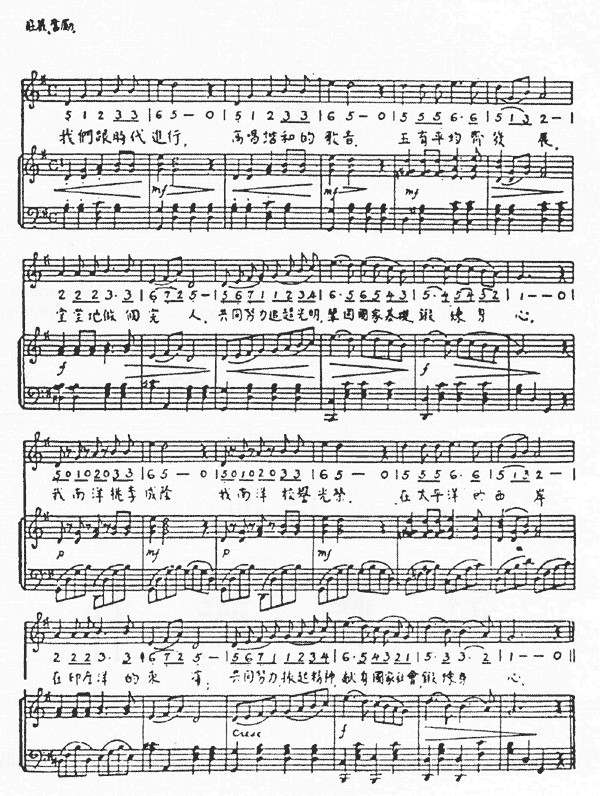 莊嚴.奮勵.
5 1 2 3 3 | 6 5 – 0 | 5 1 2 3 3 | 6 5 – 0 | 5 5 5 6· 6 | 5 1 3 2 – |
我們跟時代進行, 高唱諧和的歌音. 五育平均齊發展.
mf mf mf
2 2 2 3· 3 | 6 7 2 5 – | 5 6 7 1 1 2 3 4 | 6· 5 6 5 4 3 | 5· 4 5 4 3 2 | 1 – – 0
堂堂地做個完人, 共同努力追超光明, 鞏固國家基礎 鍛鍊身心.
f f
5 0 1 0 2 0 3 3 | 6 5 – 0 | 5 0 1 0 2 0 3 3 | 6 5 – 0 | 5 5 5 6· 6 | 5 1 3 2 – |
我南洋桃李成陰 我南洋校譽光榮. 在太平洋的西岸
p mf p mf
2 2 2 3· 3 | 6 7 2 5 – | 5 6 7 1 1 2 3 4 | 6· 5 4 3 2 1 | 5· 3 3· 2 | 1 – – 0 ||
在印度洋的東南, 共同努力振起精神 献身國家社會 鍛鍊身心.
Cresc f